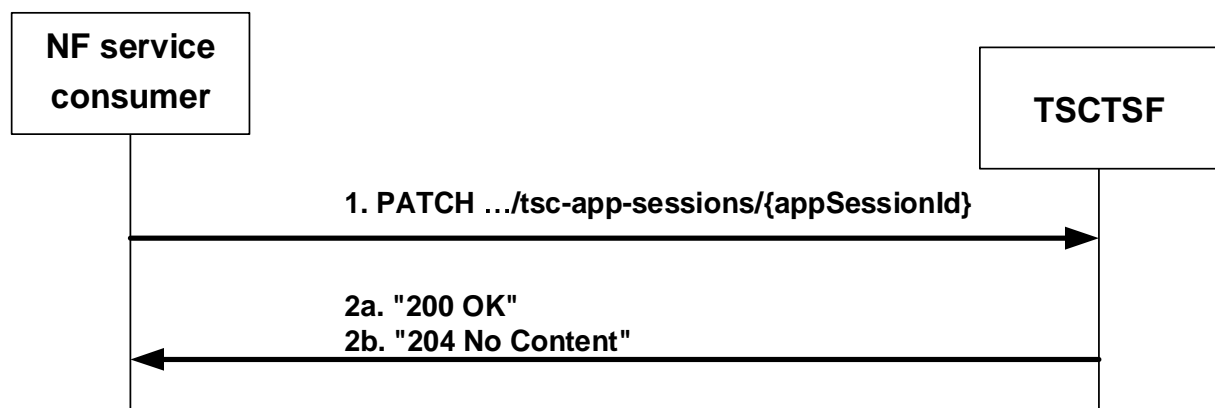 NF service
consumer
TSCTSF
1. PATCH …/tsc-app-sessions/{appSessionId}
2a. "200 OK"
2b. "204 No Content"